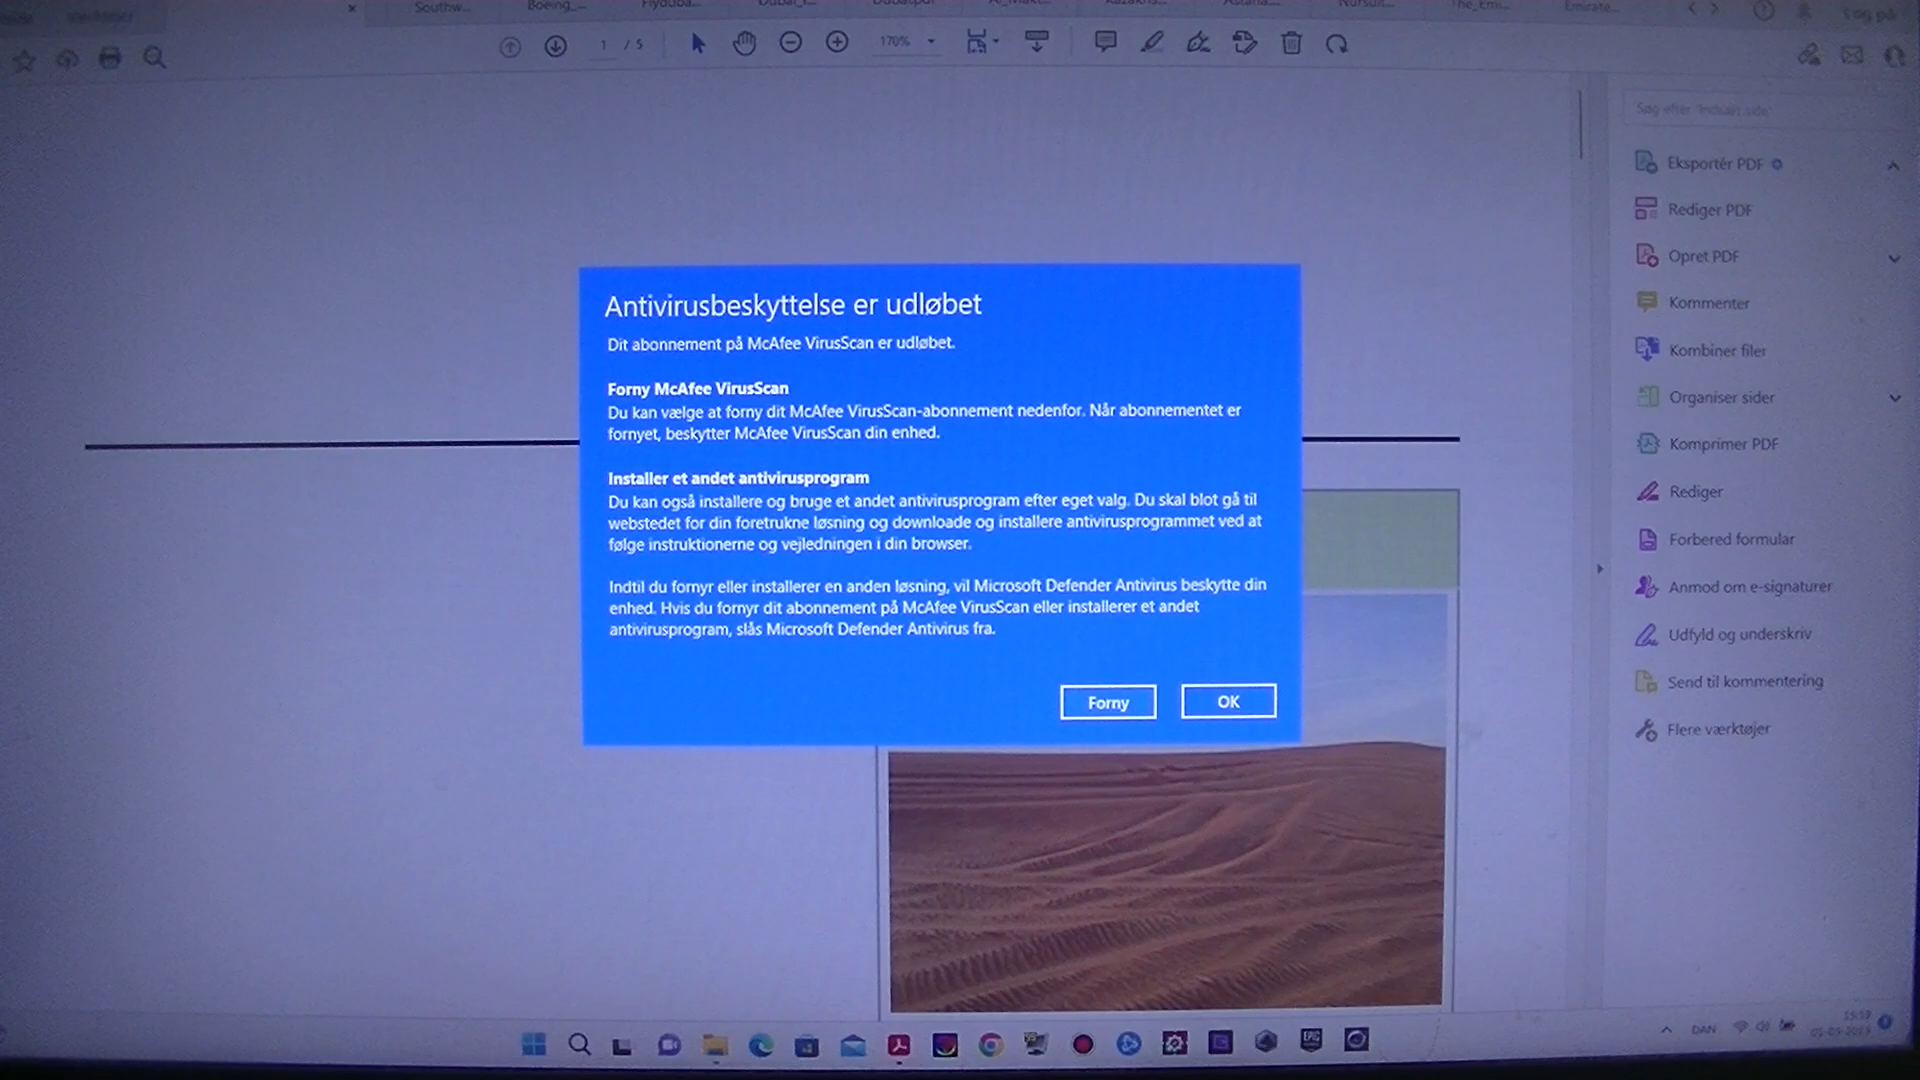 Southw...
Boeing_...
1 / 5
170%
Eksportér PDF
Rediger PDF
Opret PDF
Kommenter
Kombiner filer
Organiser sider
Komprimer PDF
Rediger
Forbered formular
Anmod om e-signaturer
Udfyld og underskriv
Send til kommentering
Flere værktøjer
Antivirusbeskyttelse er udløbet
Dit abonnement på McAfee VirusScan er udløbet.
Forny McAfee VirusScan
Du kan vælge at forny dit McAfee VirusScan-abonnement nedenfor. Når abonnementet er
fornyet, beskytter McAfee VirusScan din enhed.
Installer et andet antivirusprogram
Du kan også installere og bruge et andet antivirusprogram efter eget valg. Du skal blot gå til
webstedet for din foretrukne løsning og downloade og installere antivirusprogrammet ved at
følge instruktionerne og vejledningen i din browser.
Indtil du fornyr eller installerer en anden løsning, vil Microsoft Defender Antivirus beskytte din
enhed. Hvis du fornyr dit abonnement på McAfee VirusScan eller installerer et andet
antivirusprogram, slås Microsoft Defender Antivirus fra.
Forny
OK
EPIC
DAN